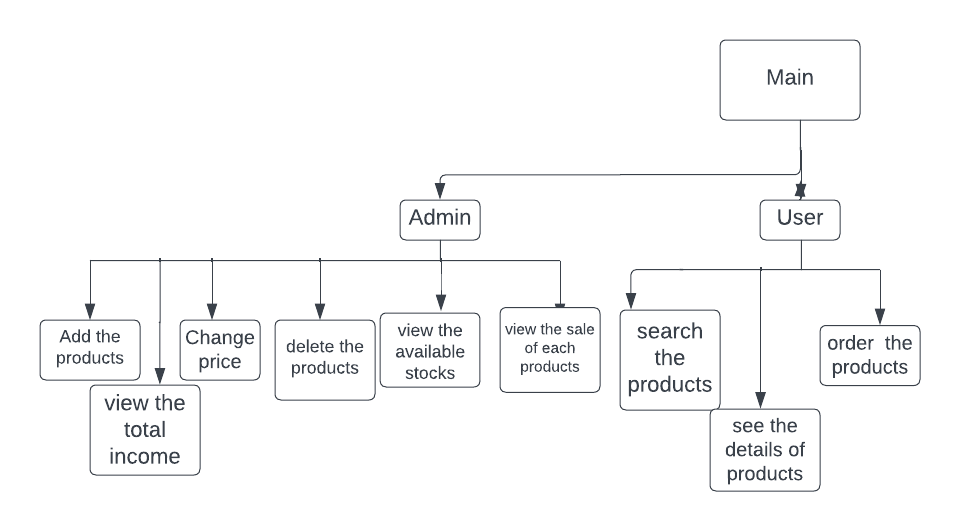 Main
Admin
User
Add the
products
view the
total
income
Change
price
delete the
products
view the
available
stocks
view the sale
of each
products
search
the
products
see the
details of
products
order the
products